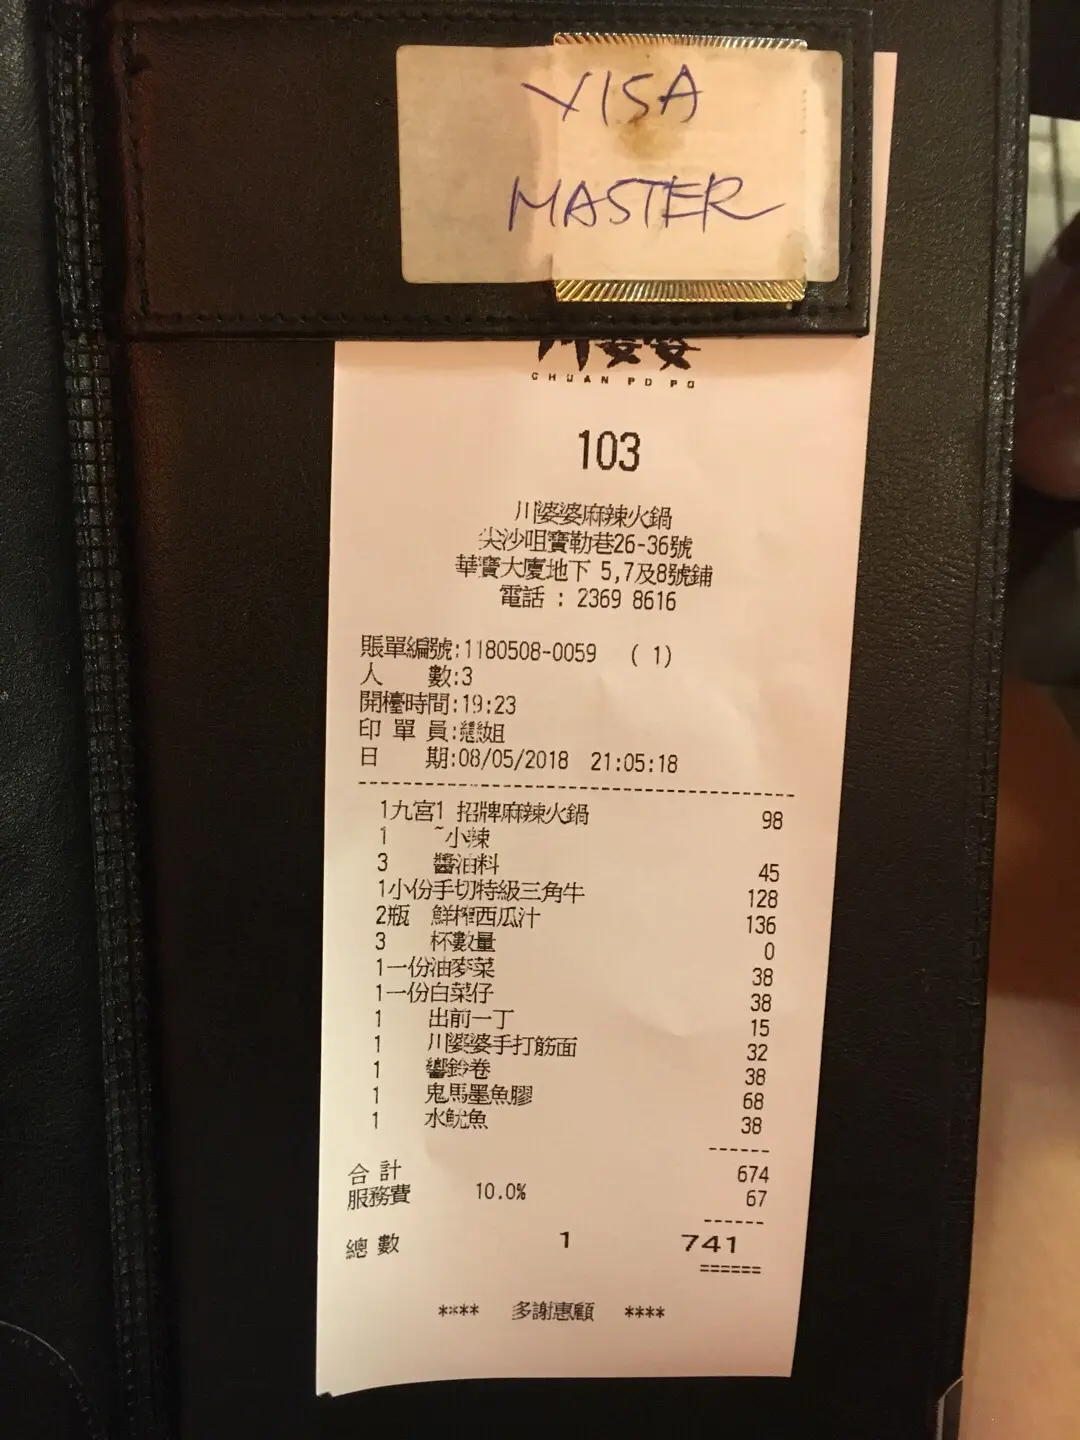 VISA
MASTER
川婆婆
CHUAN PO PO
103
川婆婆麻辣火鍋
尖沙咀寶勒巷26-36號
華寶大廈地下 5,7及8號鋪
電話 : 2369 8616
賬單編號:1180508-0059 ( 1)
人 數:3
開檯時間:19:23
印 單 員:姐
日 期:08/05/2018 21:05:18
1九宮1 招牌麻辣火鍋 98
1 ~小辣
3 醬油料 45
1小份手切特級三角牛 128
2瓶 鮮榨西瓜汁 136
3 杯數量 0
1一份油麥菜 38
1一份白菜仔 38
1 出前一丁 15
1 川婆婆手打筋面 32
1 響鈴卷 38
1 鬼馬墨魚膠 68
1 水魷魚 38
------
合計 674
服務費 10.0% 67
------
總數 1 741
======
**** 多謝惠顧 ****